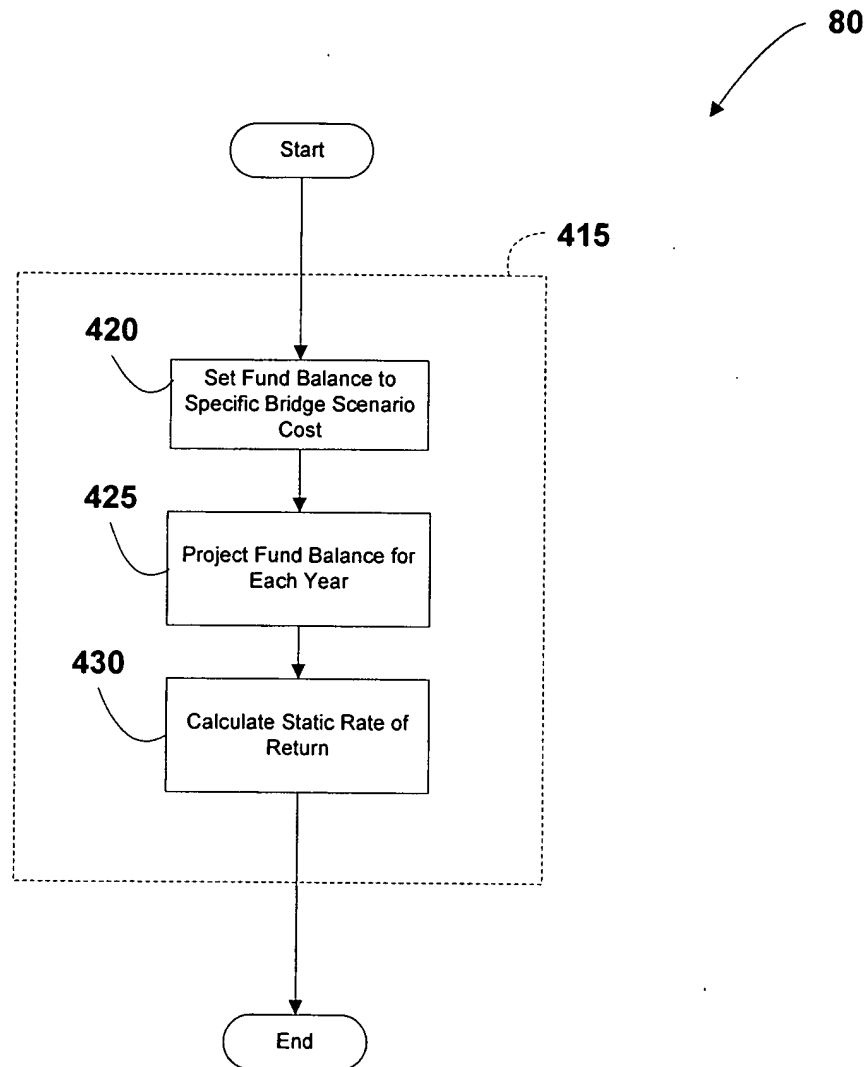 80
Start
415
420
Set Fund Balance to
Specific Bridge Scenario
Cost
425
Project Fund Balance for
Each Year
430
Calculate Static Rate of
Return
End